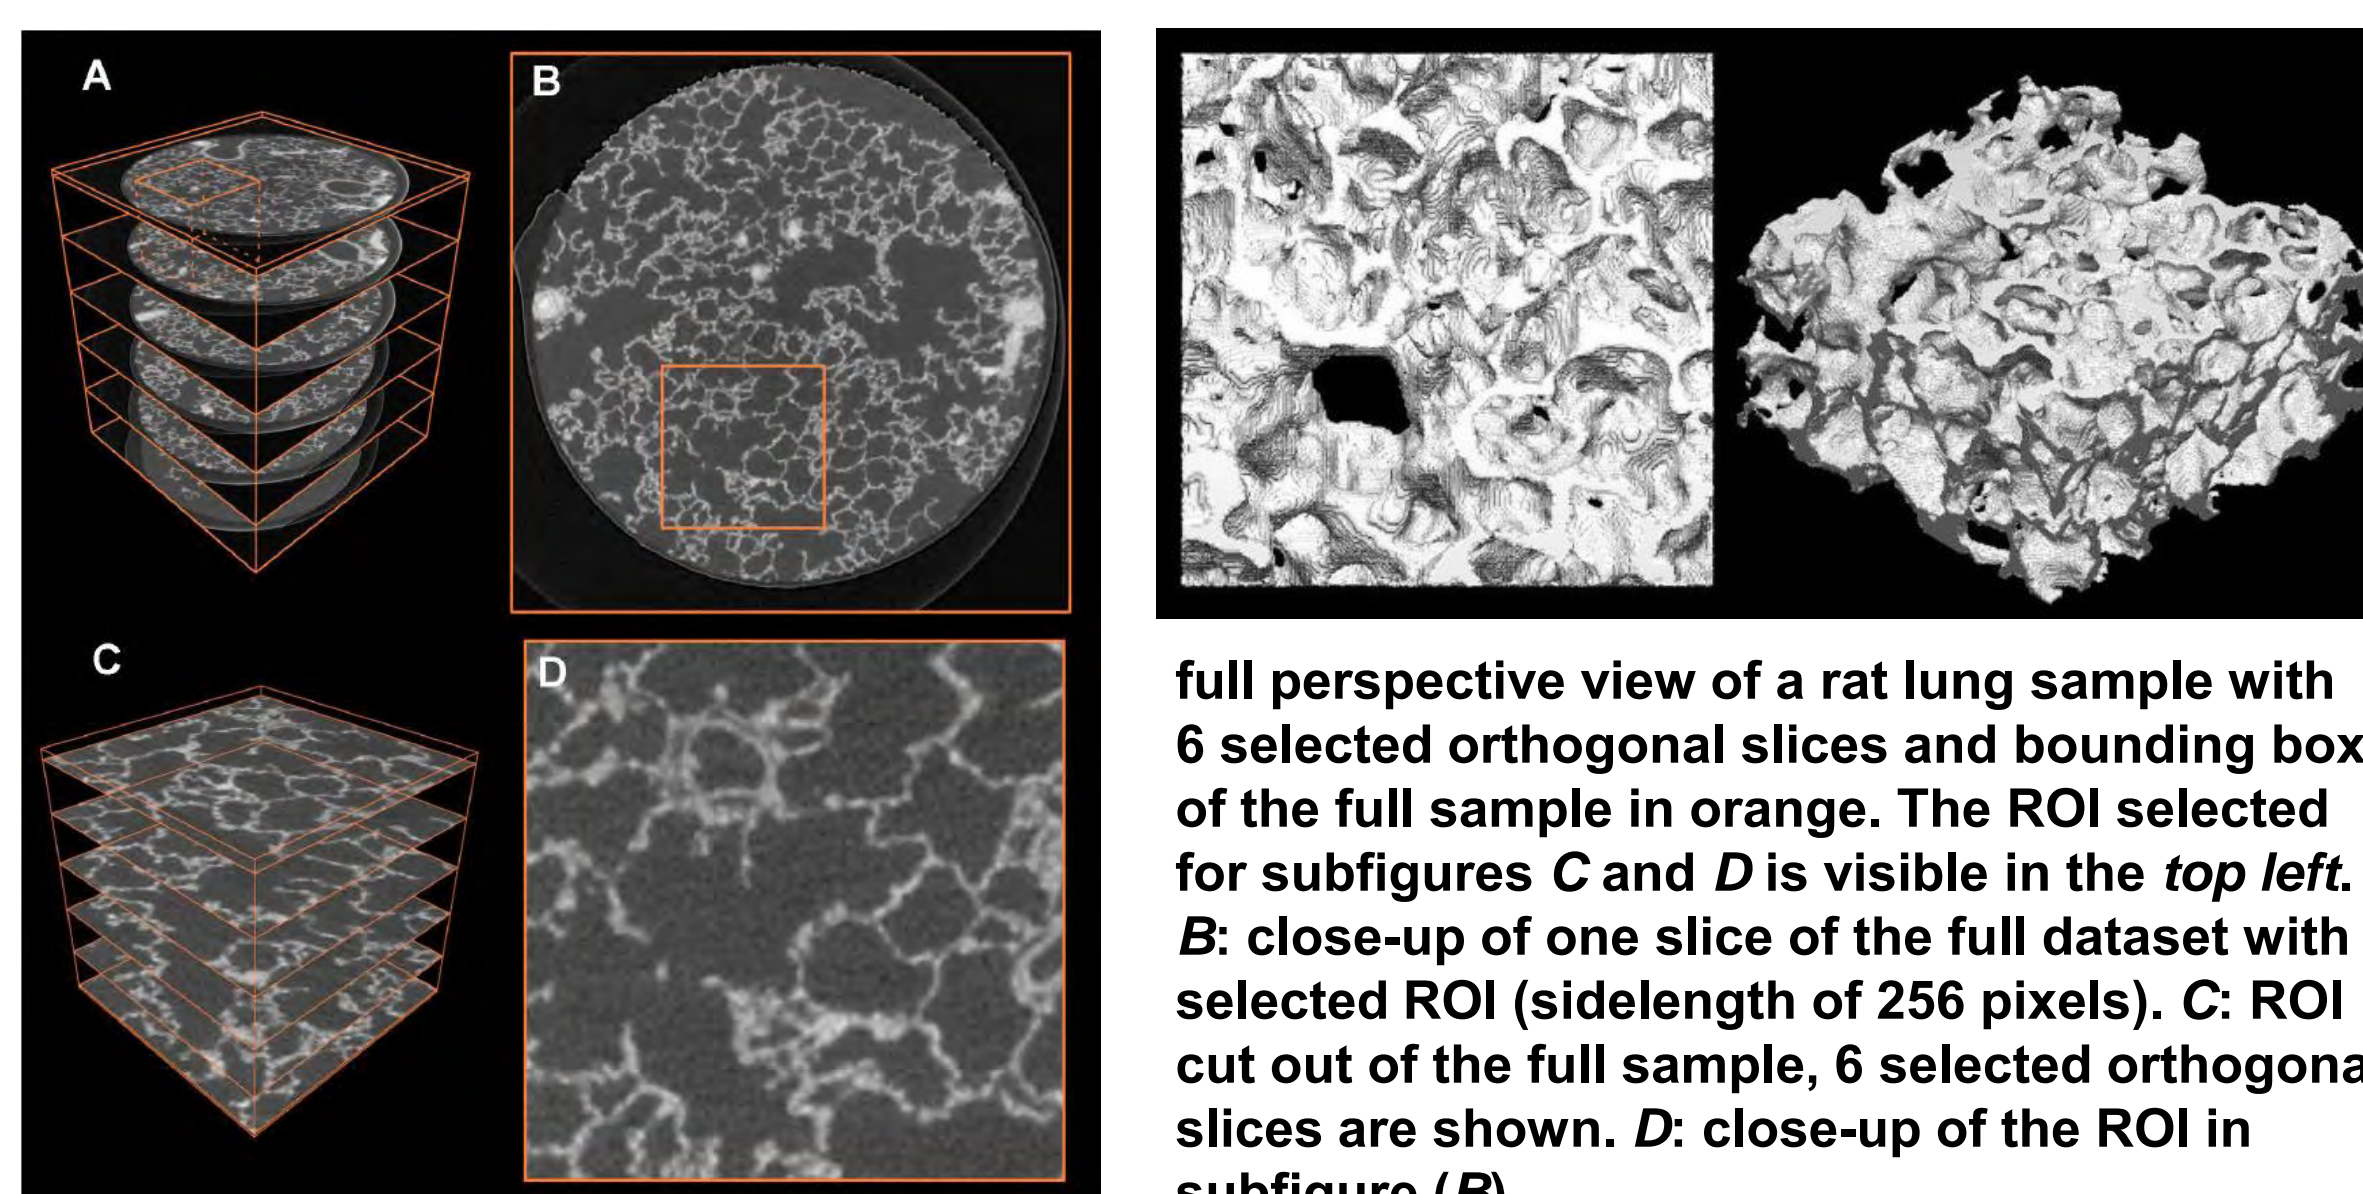 A
B
C
D
full perspective view of a rat lung sample with
6 selected orthogonal slices and bounding box
of the full sample in orange. The ROI selected
for subfigures C and D is visible in the top left.
B: close-up of one slice of the full dataset with
selected ROI (sidelength of 256 pixels). C: ROI
cut out of the full sample, 6 selected orthogona
slices are shown. D: close-up of the ROI in
subfigure (B)